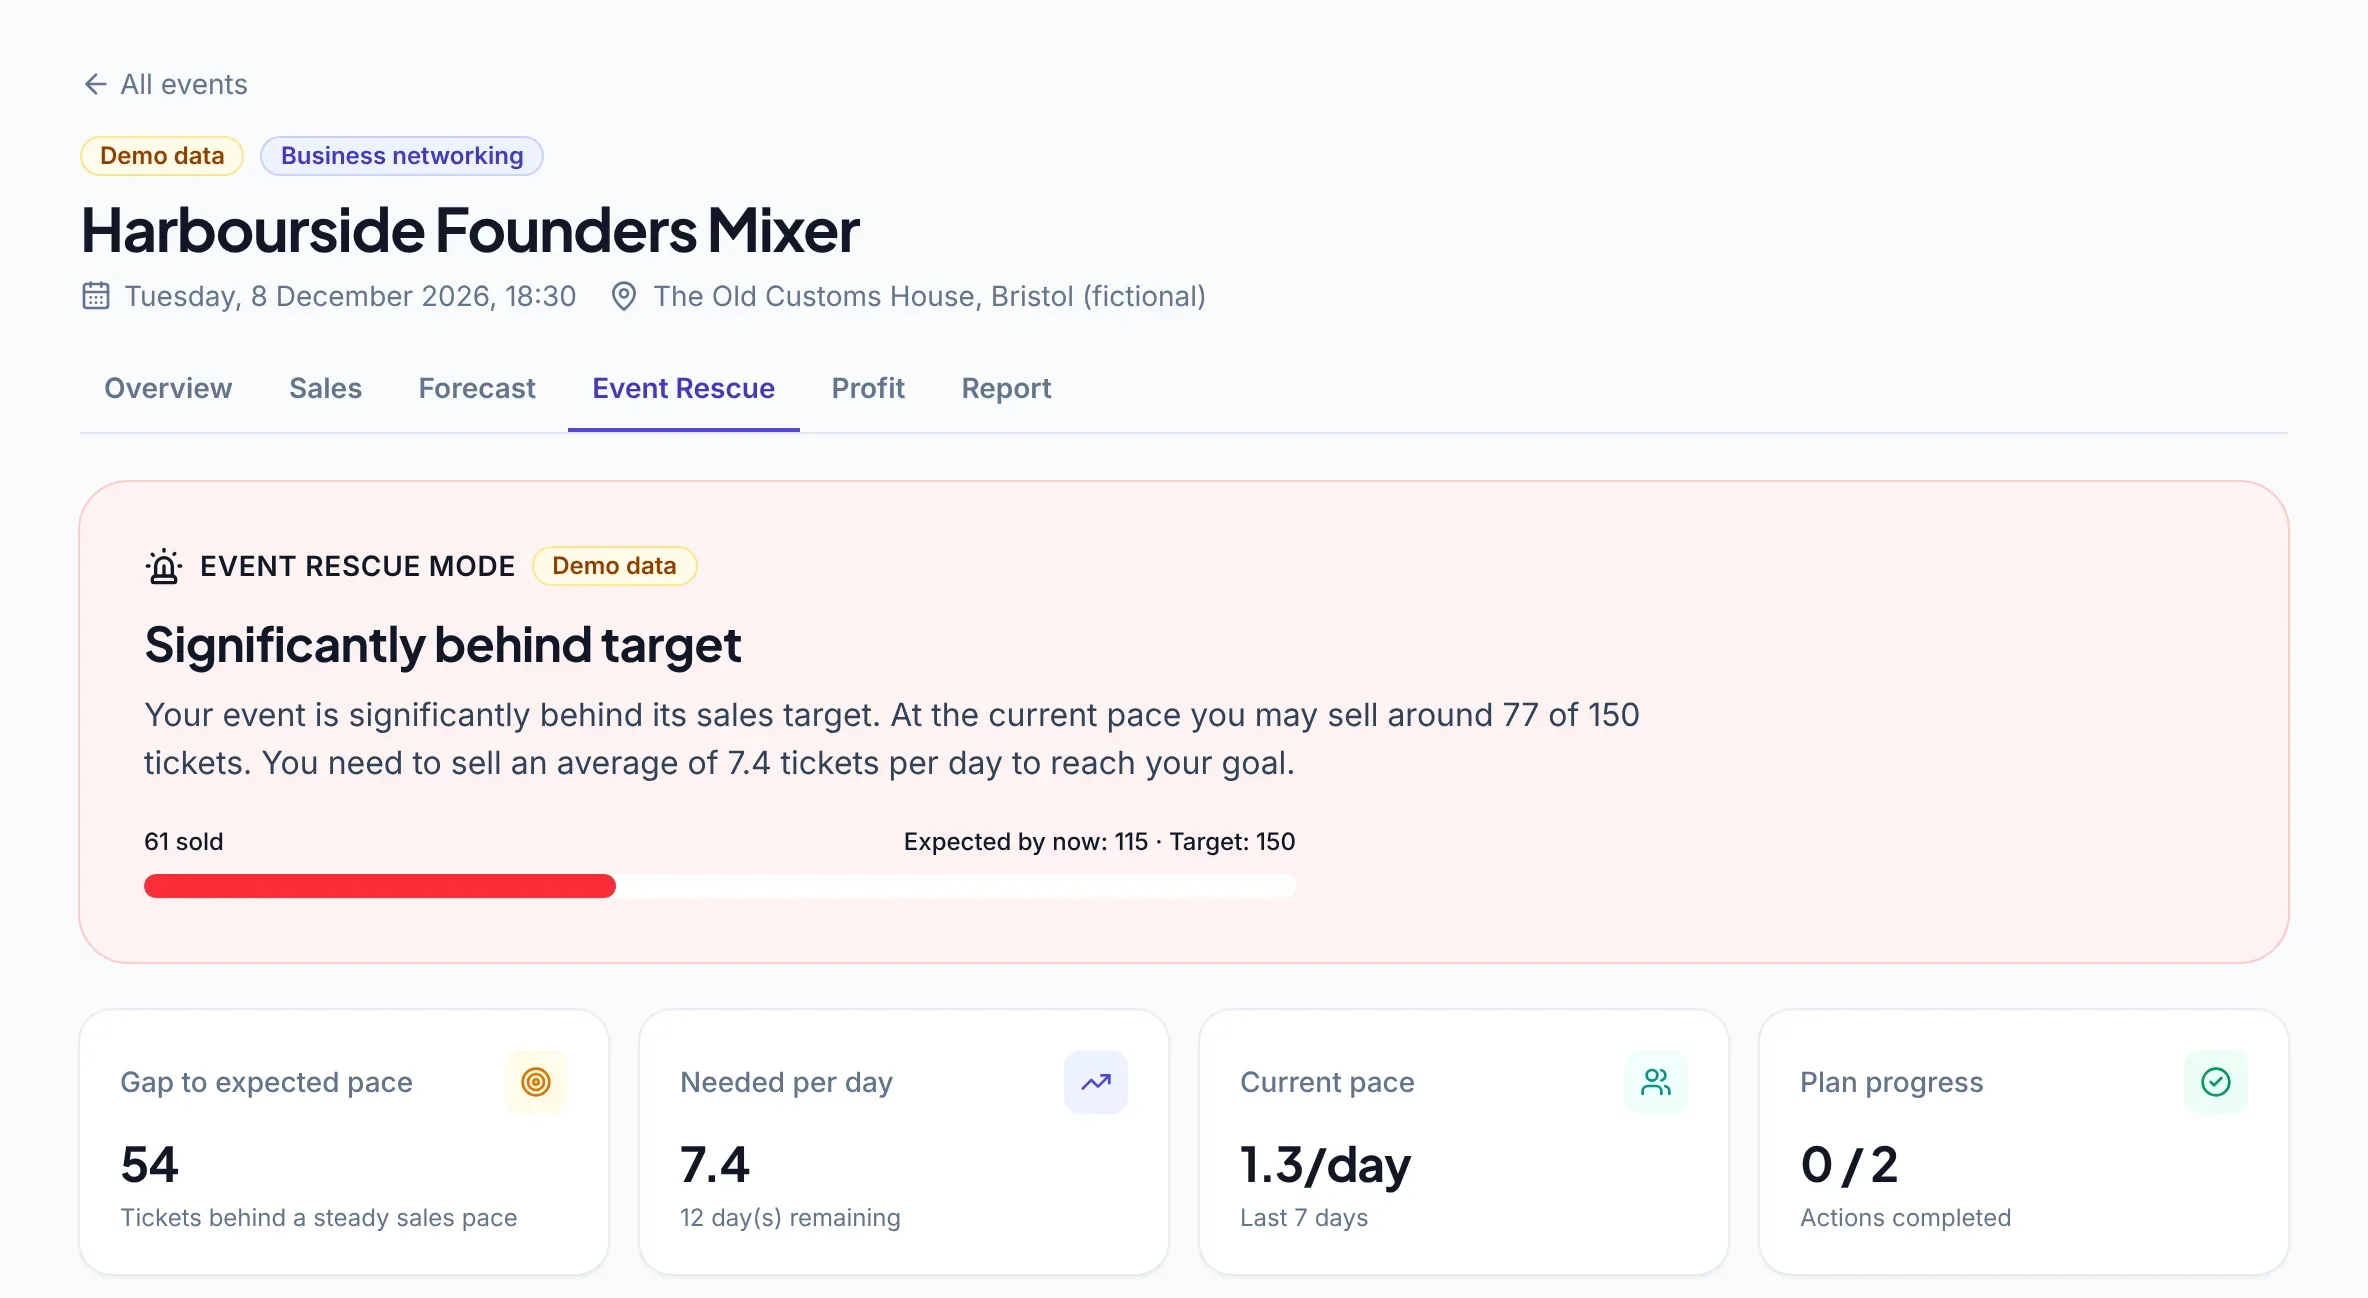 All events
Demo data Business networking
Harbourside Founders Mixer
Tuesday, 8 December 2026, 18:30 The Old Customs House, Bristol (fictional)
Overview Sales Forecast Event Rescue Profit Report
EVENT RESCUE MODE Demo data
Significantly behind target
Your event is significantly behind its sales target. At the current pace you may sell around 77 of 150
tickets. You need to sell an average of 7.4 tickets per day to reach your goal.
61 sold Expected by now: 115 · Target: 150
Gap to expected pace
54
Tickets behind a steady sales pace
Needed per day
7.4
12 day(s) remaining
Current pace
1.3/day
Last 7 days
Plan progress
0 / 2
Actions completed